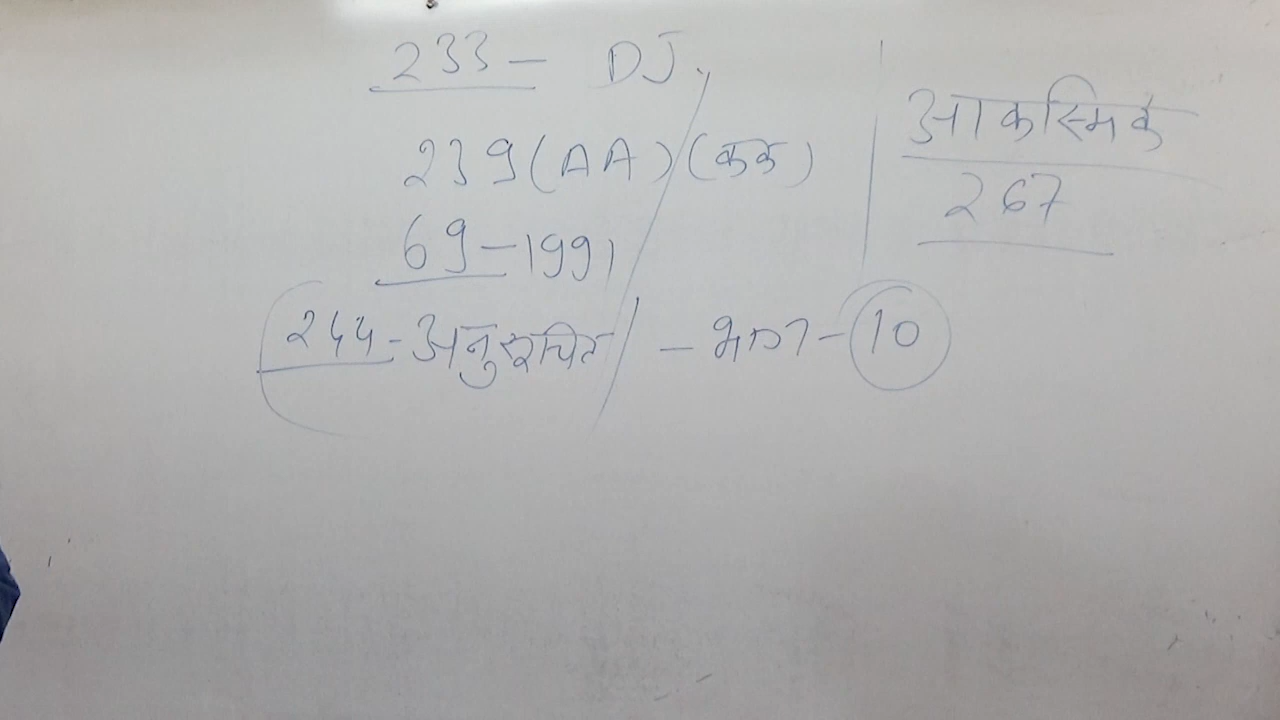 233 - DJ.
239 (AA) (कक)
69 - 1991
244 - अनुसूचित - भाग - 10
आकस्मिक
267